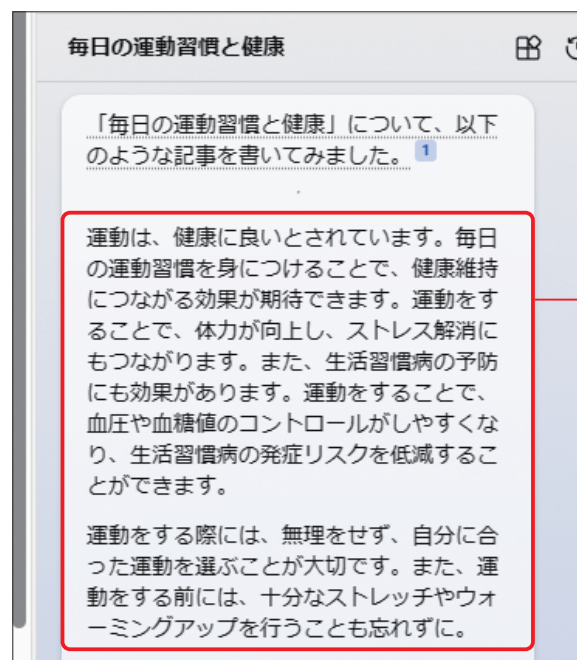 毎日の運動習慣と健康
「毎日の運動習慣と健康」について、以下
のような記事を書いてみました。 1
運動は、健康に良いとされています。毎日
の運動習慣を身につけることで、健康維持
につながる効果が期待できます。運動をす
ることで、体力が向上し、ストレス解消に
もつながります。また、生活習慣病の予防
にも効果があります。運動をすることで、
血圧や血糖値のコントロールがしやすくな
り、生活習慣病の発症リスクを低減するこ
とができます。
運動をする際には、無理をせず、自分に合
った運動を選ぶことが大切です。また、運
動をする前には、十分なストレッチやウォ
ーミングアップを行うことも忘れずに。